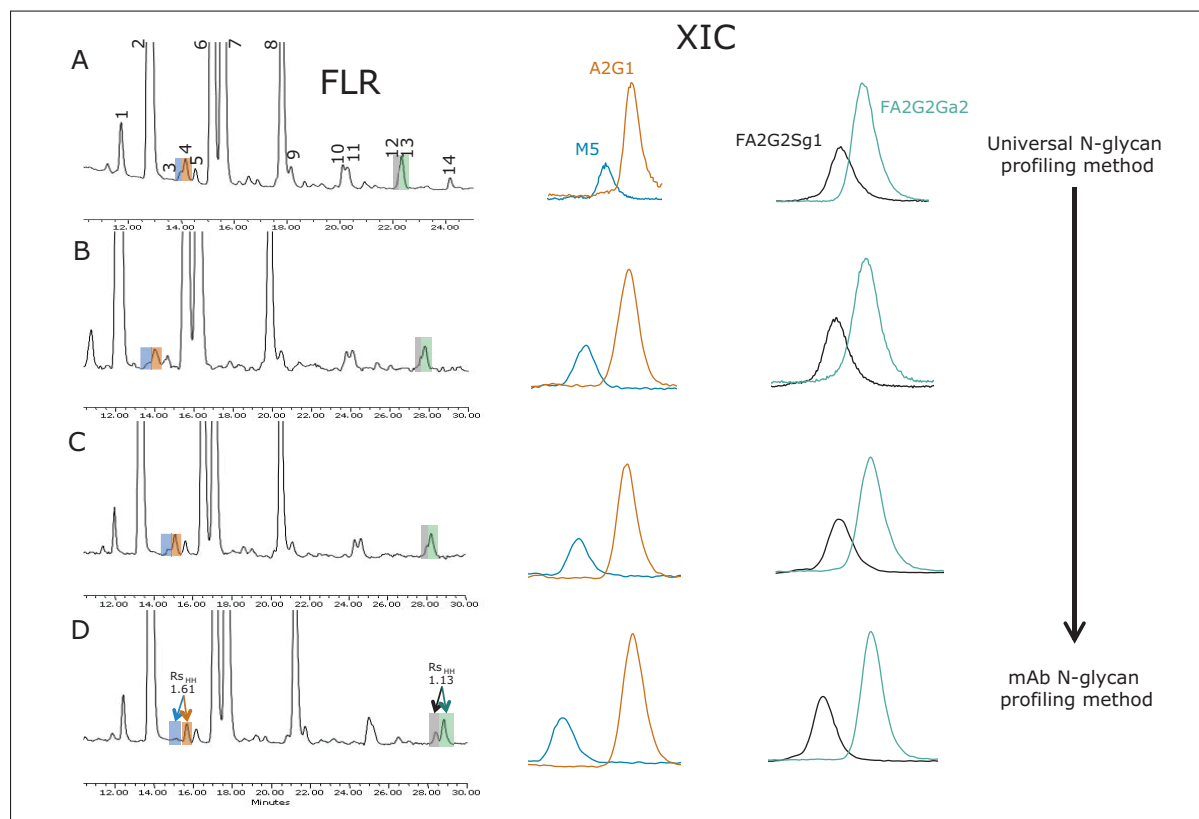 XIC
A
2
6
7
8
FLR
1
3
4
5
9
10
11
12
13
14
12.00 14.00 16.00 18.00 20.00 22.00 24.00
A2G1
M5
FA2G2Ga2
FA2G2Sg1
Universal N-glycan
profiling method
B
12.00 14.00 16.00 18.00 20.00 22.00 24.00 26.00 28.00 30.00
C
12.00 14.00 16.00 18.00 20.00 22.00 24.00 26.00 28.00 30.00
D
Rs HH
1.61
Rs HH
1.13
12.00 14.00 16.00 18.00 20.00 22.00 24.00 26.00 28.00 30.00
Minutes
mAb N-glycan
profiling method